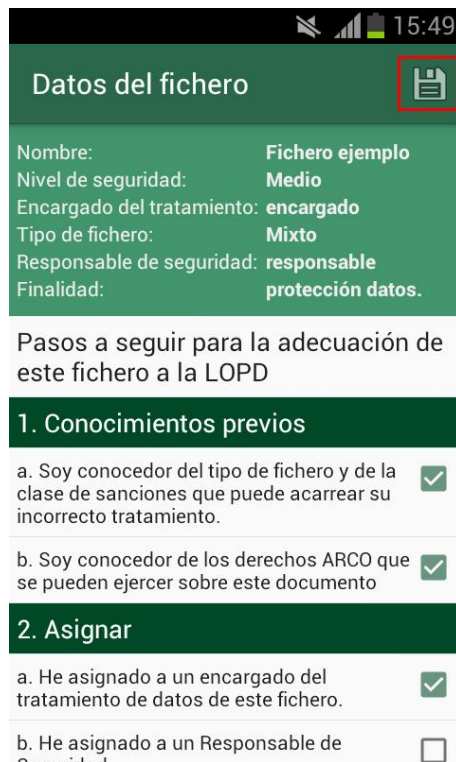 15:49
Datos del fichero
Nombre: Fichero ejemplo
Nivel de seguridad: Medio
Encargado del tratamiento: encargado
Tipo de fichero: Mixto
Responsable de seguridad: responsable
Finalidad: protección datos.
Pasos a seguir para la adecuación de
este fichero a la LOPD
1. Conocimientos previos
a. Soy conocedor del tipo de fichero y de la
clase de sanciones que puede acarrear su
incorrecto tratamiento.
b. Soy conocedor de los derechos ARCO que
se pueden ejercer sobre este documento
2. Asignar
a. He asignado a un encargado del
tratamiento de datos de este fichero.
b. He asignado a un Responsable de